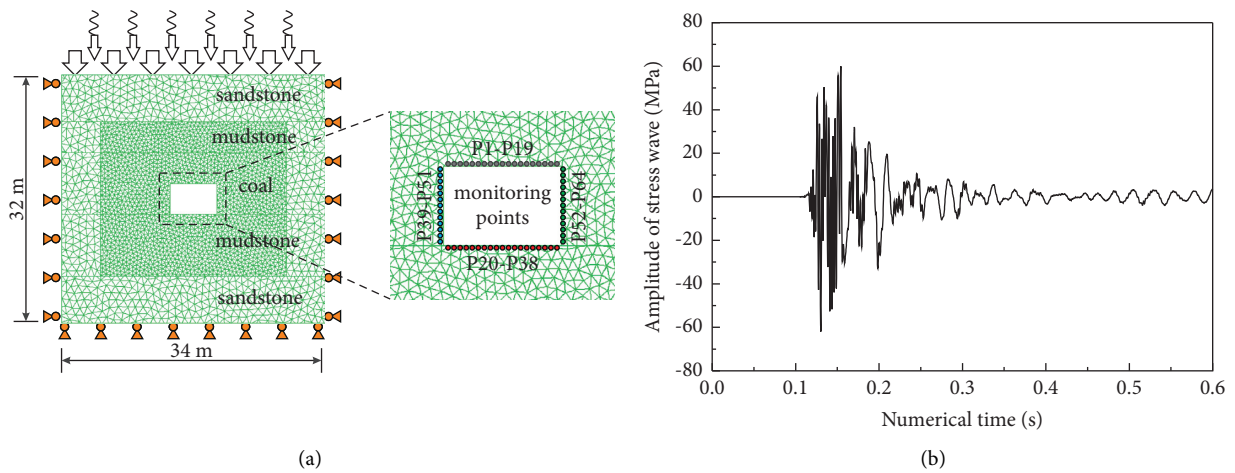 sandstone
mudstone
coal
mudstone
sandstone
32 m
34 m
P1-P19
P39-P51
monitoring
points
P52-P64
P20-P38
(a)
80
60
40
20
0
-20
-40
-60
-80
Amplitude of stress wave (MPa)
0.0 0.1 0.2 0.3 0.4 0.5 0.6
Numerical time (s)
(b)